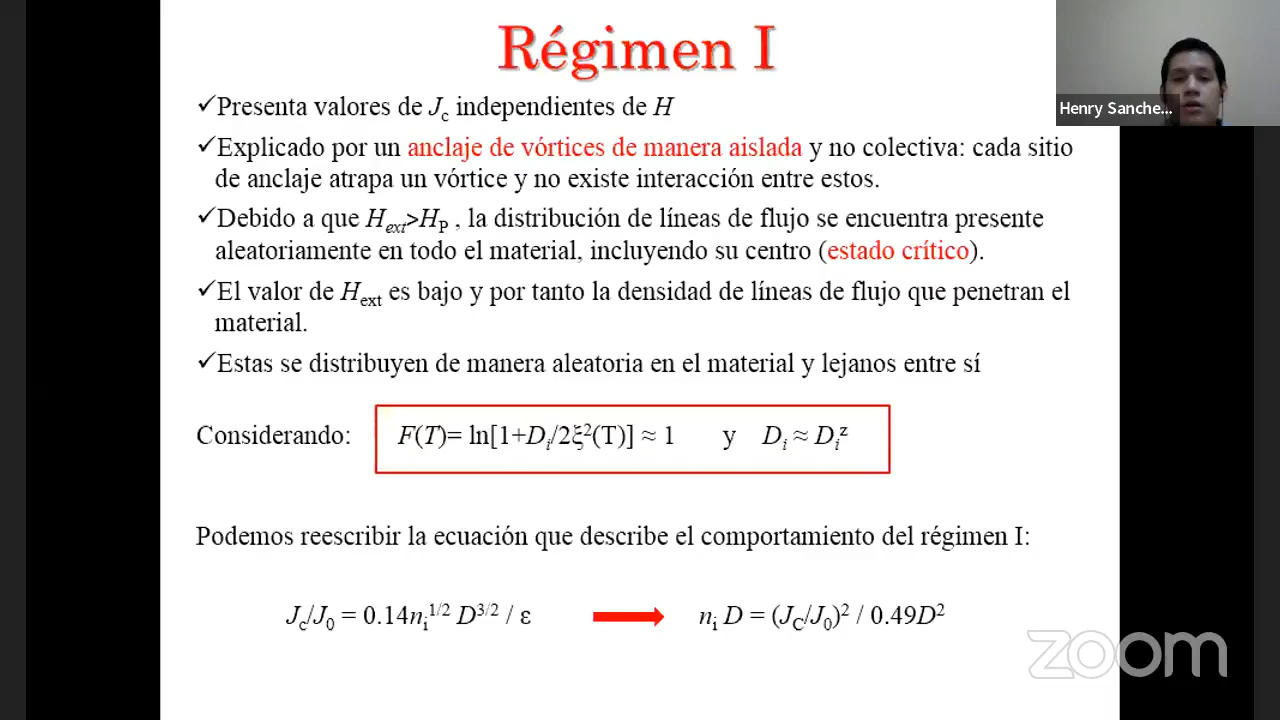 Régimen I
✓Presenta valores de Jc independientes de H
✓Explicado por un anclaje de vórtices de manera aislada y no colectiva: cada sitio
de anclaje atrapa un vórtice y no existe interacción entre estos.
✓Debido a que Hext>HP , la distribución de líneas de flujo se encuentra presente
aleatoriamente en todo el material, incluyendo su centro (estado crítico).
✓El valor de Hext es bajo y por tanto la densidad de líneas de flujo que penetran el
material.
✓Estas se distribuyen de manera aleatoria en el material y lejanos entre sí
Considerando: F(T)= ln[1+Di/2ξ²(T)] ≈ 1 y Di ≈ Diᶻ
Podemos reescribir la ecuación que describe el comportamiento del régimen I:
Jc/J0 = 0.14ni^1/2 D^3/2 / ε ni D = (JC/J0)² / 0.49D²
Henry Sanche...
zoom